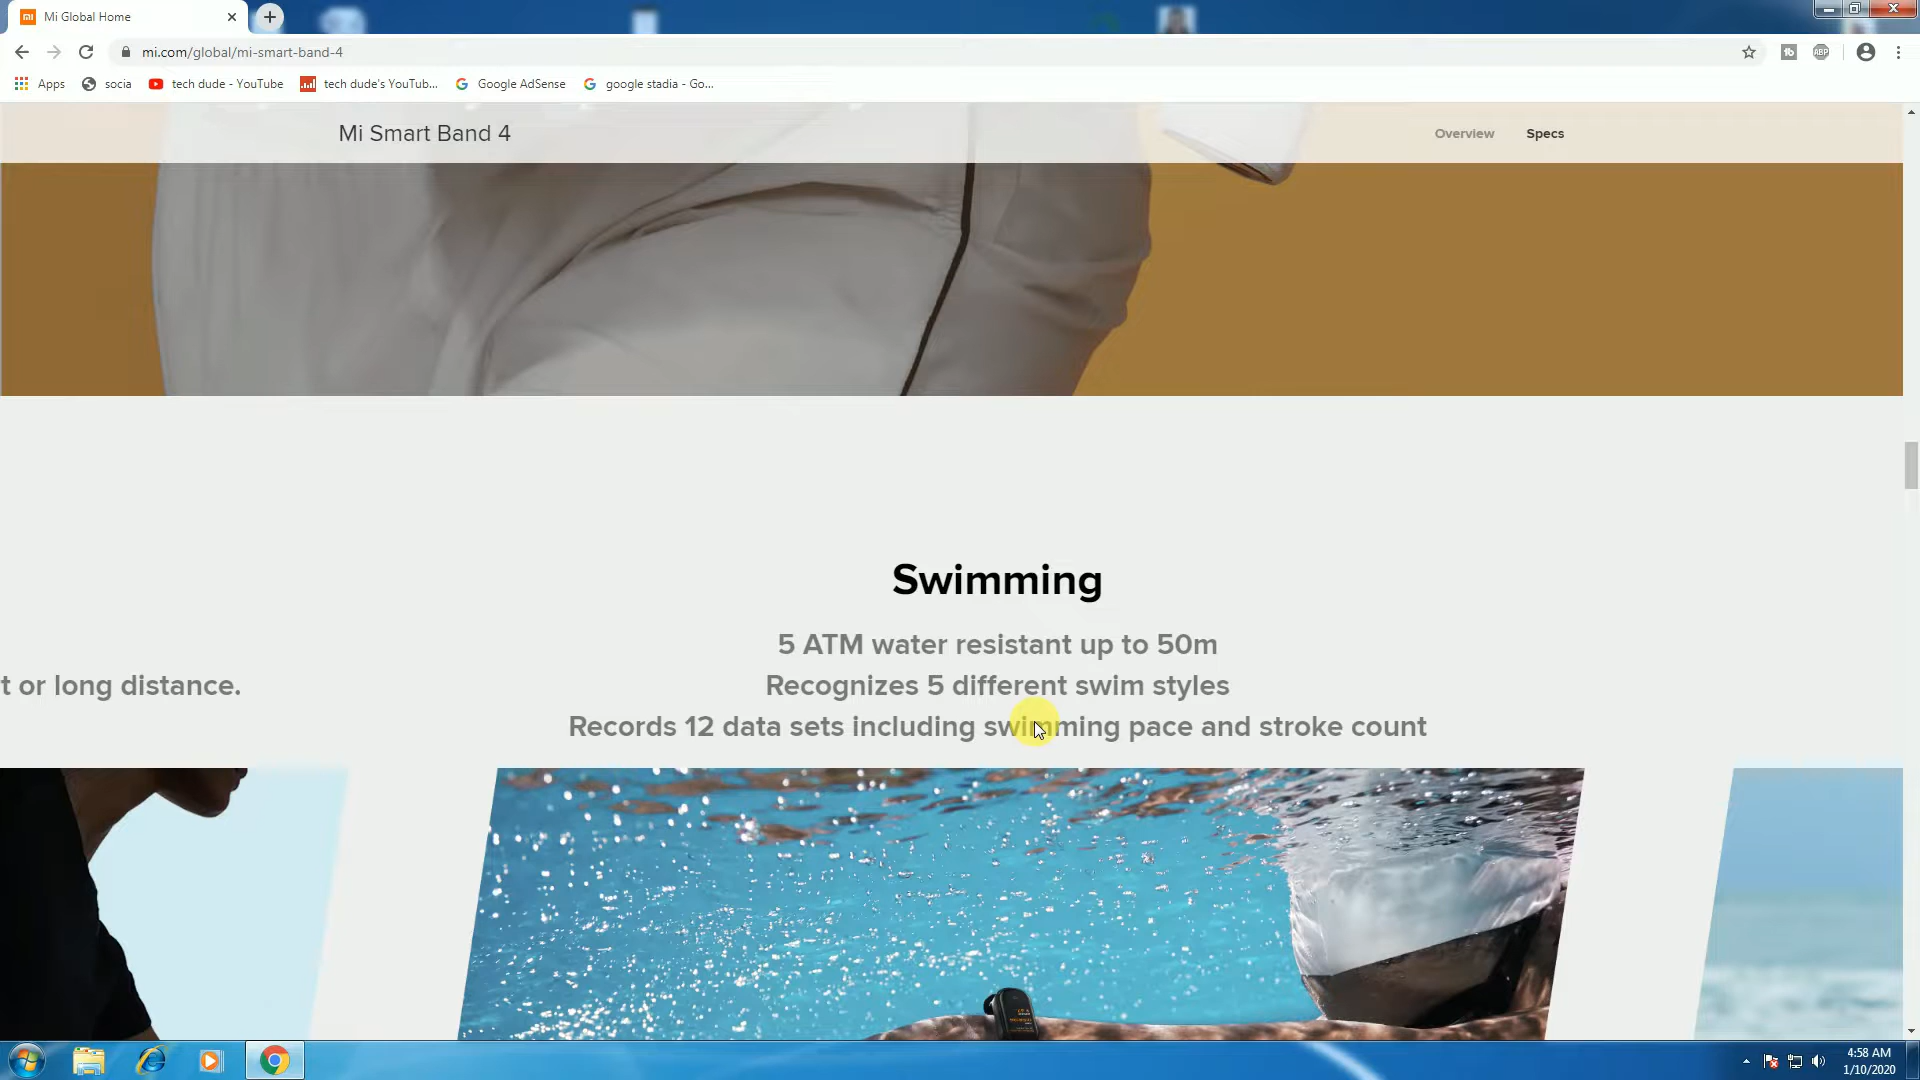 Mi Global Home
mi.com/global/mi-smart-band-4
Apps
socia
tech dude - YouTube
tech dude's YouTub...
Google AdSense
google stadia - Go...
Mi Smart Band 4
Overview
Specs
Swimming
5 ATM water resistant up to 50m
t or long distance.
Recognizes 5 different swim styles
Records 12 data sets including swimming pace and stroke count
4:58 AM
1/10/2020